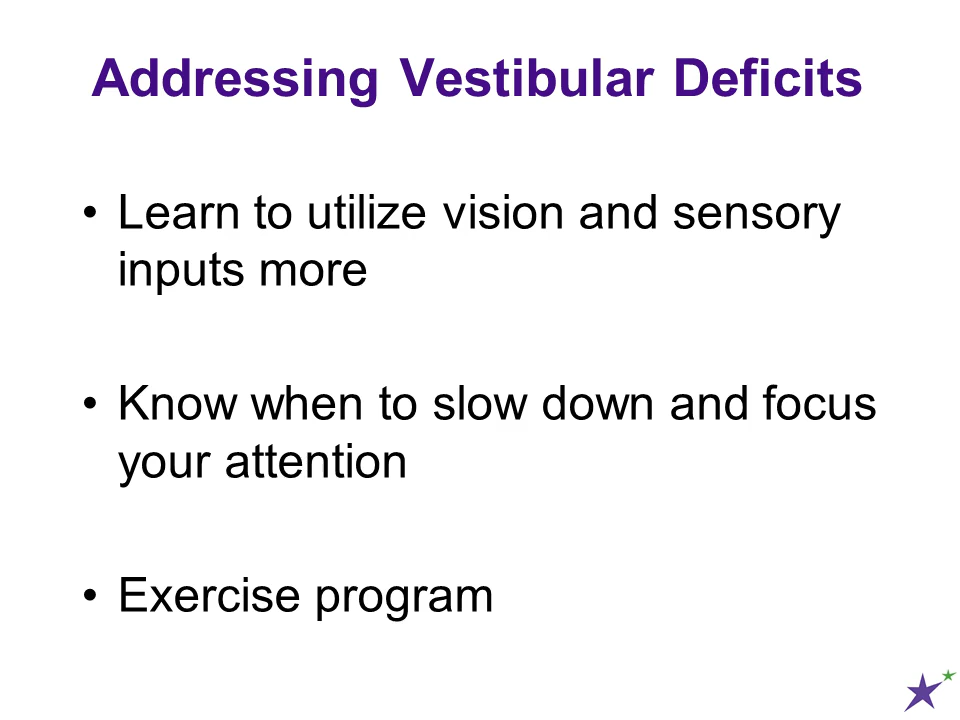 Addressing Vestibular Deficits
• Learn to utilize vision and sensory
inputs more
• Know when to slow down and focus
your attention
• Exercise program